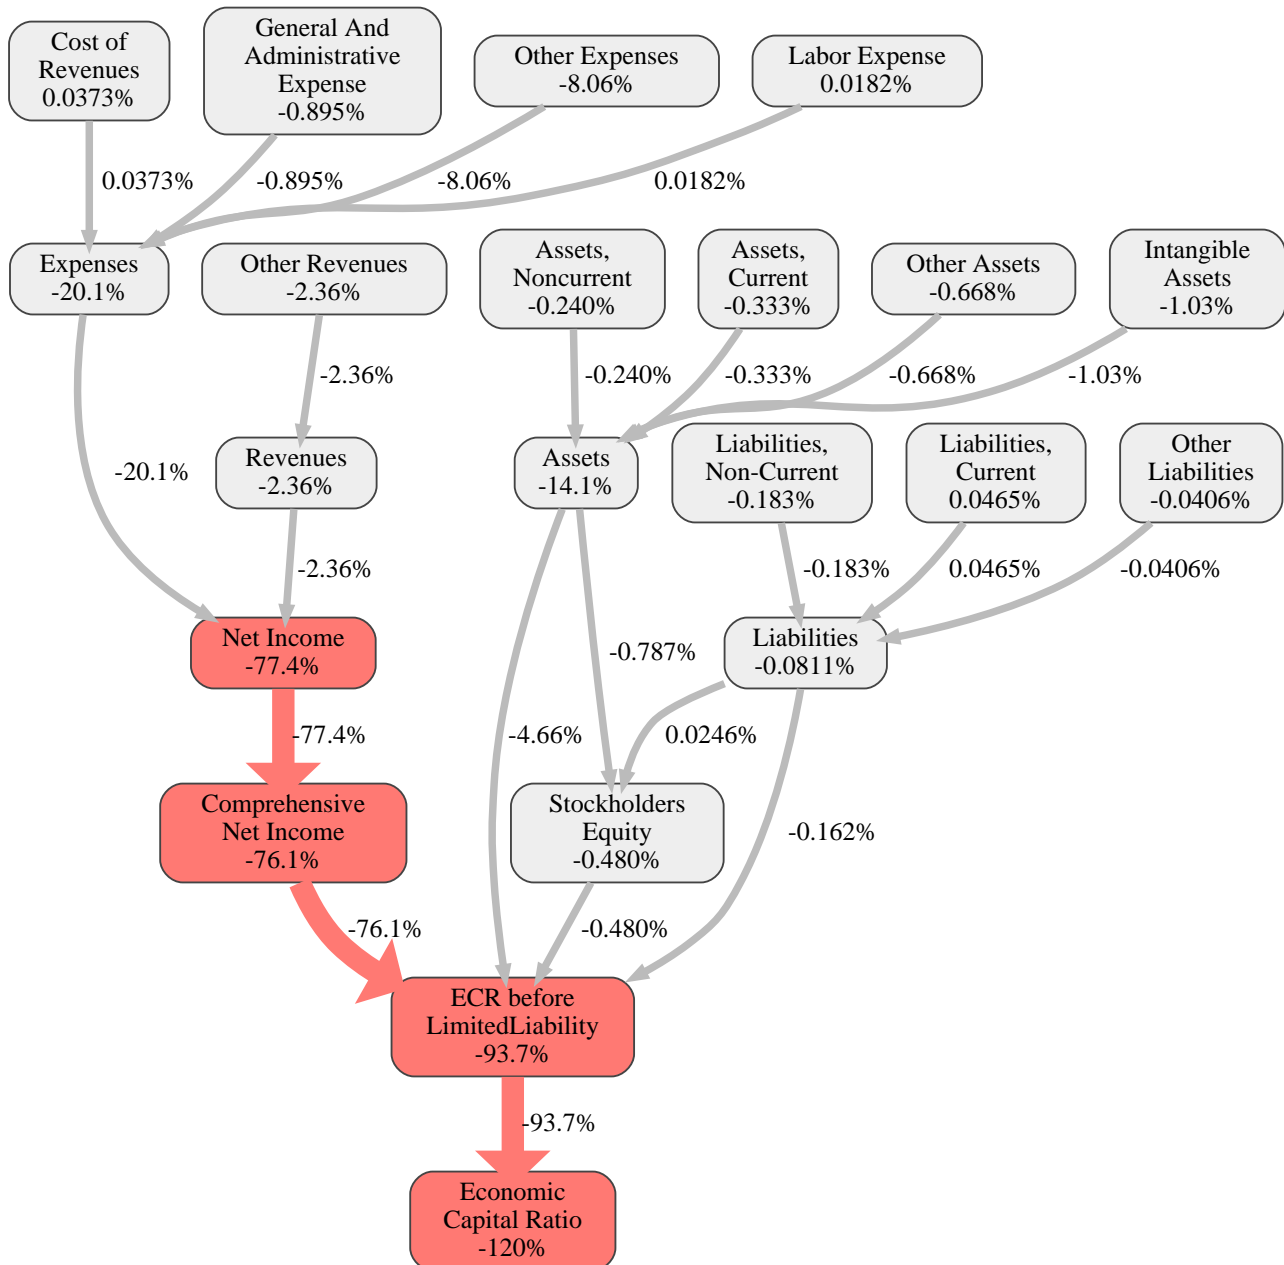 Cost of
Revenues
0.0373%
General And
Administrative
Expense
-0.895%
Other Expenses
-8.06%
Labor Expense
0.0182%
0.0373%
-0.895%
-8.06%
0.0182%
Expenses
-20.1%
Other Revenues
-2.36%
Assets,
Noncurrent
-0.240%
Assets,
Current
-0.333%
Other Assets
-0.668%
Intangible
Assets
-1.03%
-2.36%
-0.240%
-0.333%
-0.668%
-1.03%
-20.1%
Revenues
-2.36%
Assets
-14.1%
Liabilities,
Non-Current
-0.183%
Liabilities,
Current
0.0465%
Other
Liabilities
-0.0406%
-2.36%
-0.183%
0.0465%
-0.0406%
Net Income
-77.4%
-0.787%
Liabilities
-0.0811%
-77.4%
-4.66%
0.0246%
Comprehensive
Net Income
-76.1%
Stockholders
Equity
-0.480%
-0.162%
-76.1%
-0.480%
ECR before
LimitedLiability
-93.7%
-93.7%
Economic
Capital Ratio
-120%